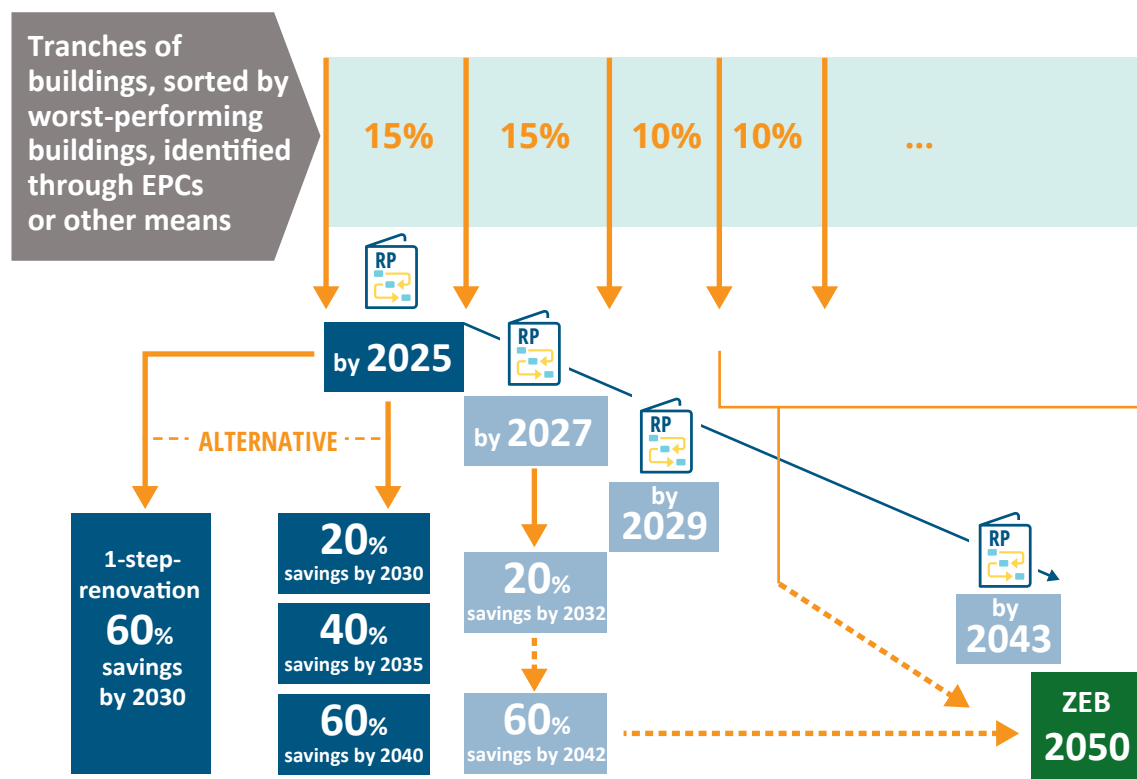 Tranches of
buildings, sorted by
worst-performing
buildings, identified
through EPCs
or other means
15%
15%
10%
10%
...
RP
by 2025
RP
by 2027
RP
by
2029
RP
by
2043
ALTERNATIVE
1-step-
renovation
60%
savings
by 2030
20%
savings by 2030
40%
savings by 2035
60%
savings by 2040
20%
savings by 2032
60%
savings by 2042
ZEB
2050